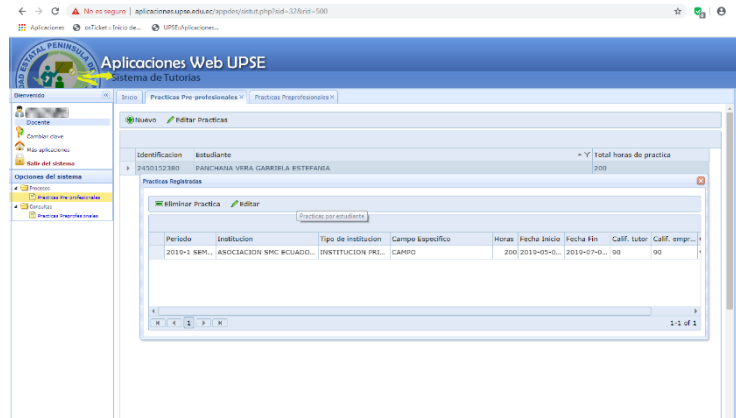 No es seguro | aplicaciones.upse.edu.ec/appdes/sistut.php?sid=328&nid=500
Aplicaciones osTicket :: Inicio de... UPSE:Aplicaciones...
Aplicaciones Web UPSE
Sistema de Tutorías
Bienvenido
Inicio Practicas Pre-profesionales X Practicas Preprofesionales X
Docente
Nuevo Editar Practicas
Cambiar clave
Más aplicaciones
Salir del sistema
Identificacion Estudiante Total horas de practica
2450152380 PANCHANA VERA GABRIELA ESTEFANIA 200
Opciones del sistema
Procesos
Practicas Pre-profesionales
Consultas
Practicas Preprofesionales
Practicas Registradas
Eliminar Practica Editar
Practicas por estudiante
Periodo Institucion Tipo de institucion Campo Especifico Horas Fecha Inicio Fecha Fin Calif. tutor Calif. empr...
2019-1 SEM... ASOCIACION SMC ECUADO... INSTITUCION PRI... CAMPO 200 2019-05-0... 2019-07-0... 90 90
1 1-1 of 1